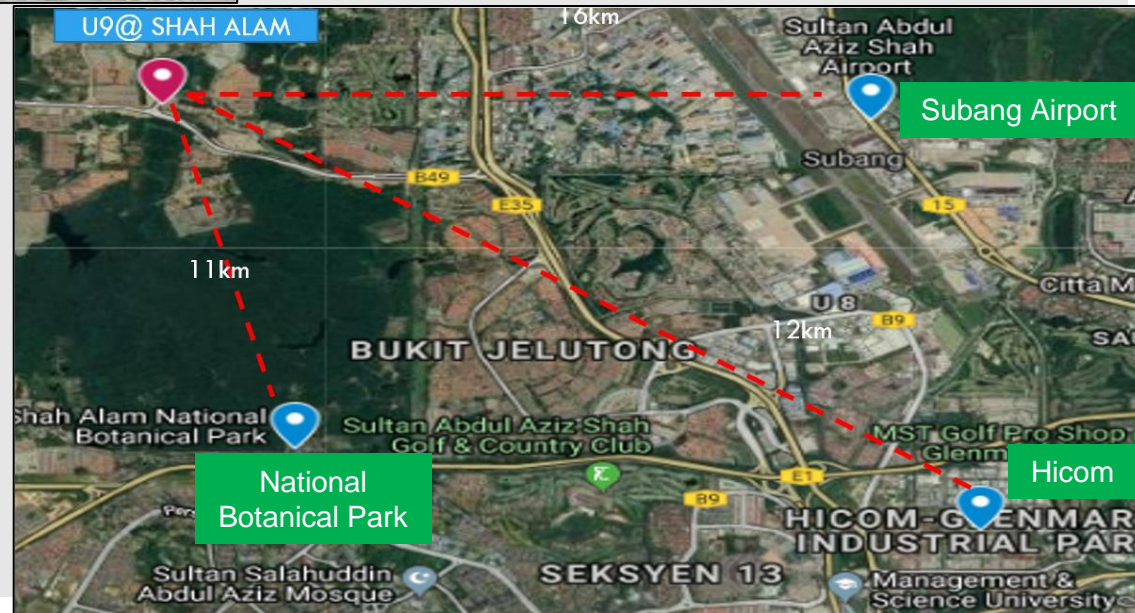 U9@ SHAH ALAM
16km
Sultan Abdul
Aziz Shah
Airport
Subang Airport
Subang
B49
E35
15
11km
Citta M
U 8
B9
12km
SA
BUKIT JELUTONG
Shah Alam National
Botanical Park
Sultan Abdul Aziz Shah
Golf & Country Club
MST Golf Pro Shop
Glenm
Hicom
National
Botanical Park
E1
B9
HICOM-GLENMAR
INDUSTRIAL PAR
Pers
Sultan Salahuddin
Abdul Aziz Mosque
SEKSYEN 13
Management &
Science University